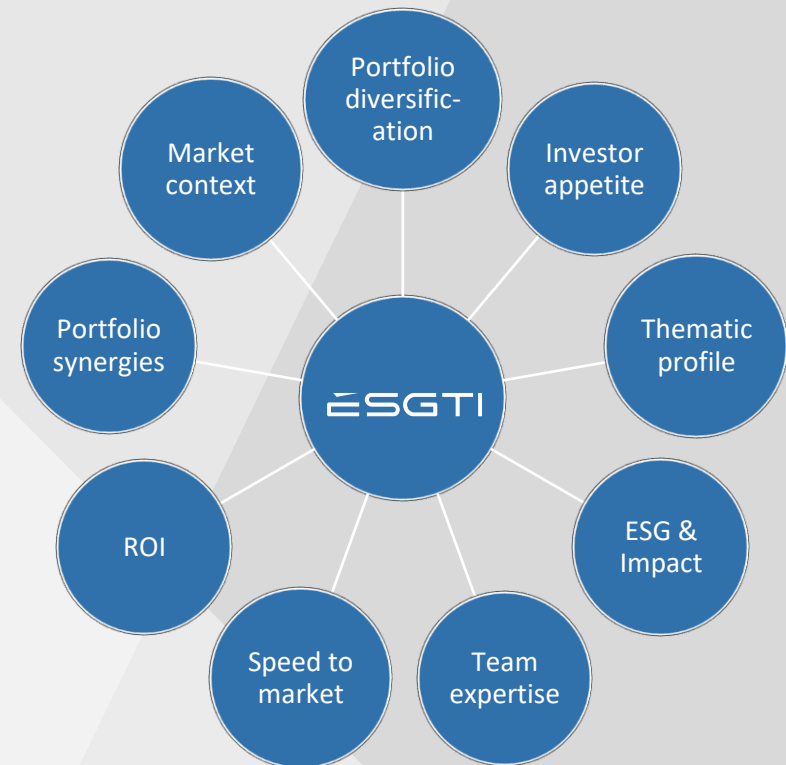 Portfolio
diversific-
ation
Investor
appetite
Thematic
profile
ESG &
Impact
Team
expertise
Speed to
market
ROI
Portfolio
synergies
Market
context
ESGTI